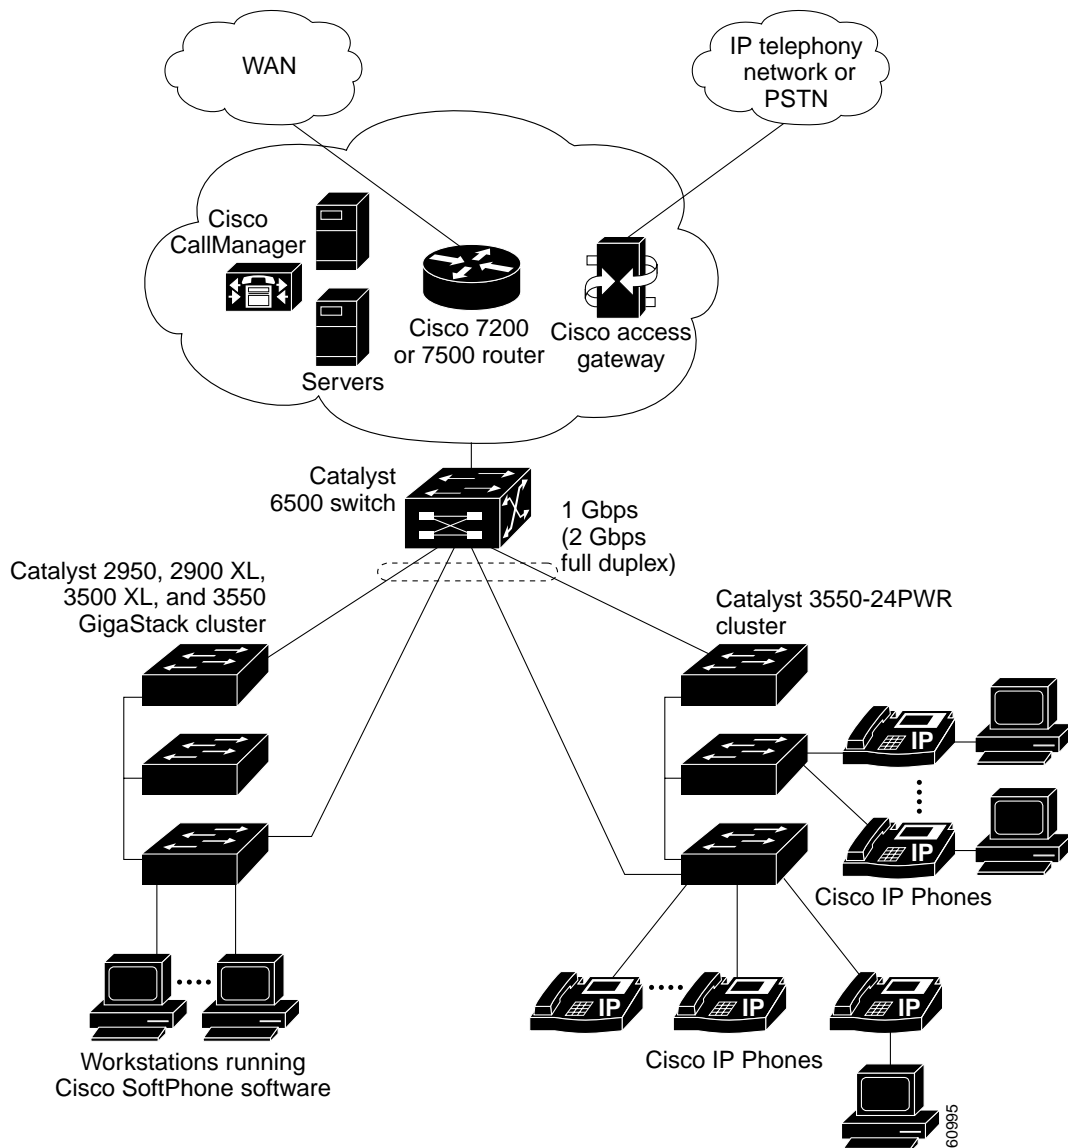 WAN
IP telephony
network or
PSTN
Cisco
CallManager
Servers
Cisco 7200
or 7500 router
Cisco access
gateway
Catalyst
6500 switch
1 Gbps
(2 Gbps
full duplex)
Catalyst 2950, 2900 XL,
3500 XL, and 3550
GigaStack cluster
Catalyst 3550-24PWR
cluster
IP
IP
Cisco IP Phones
IP
IP
IP
Cisco IP Phones
Workstations running
Cisco SoftPhone software
60995